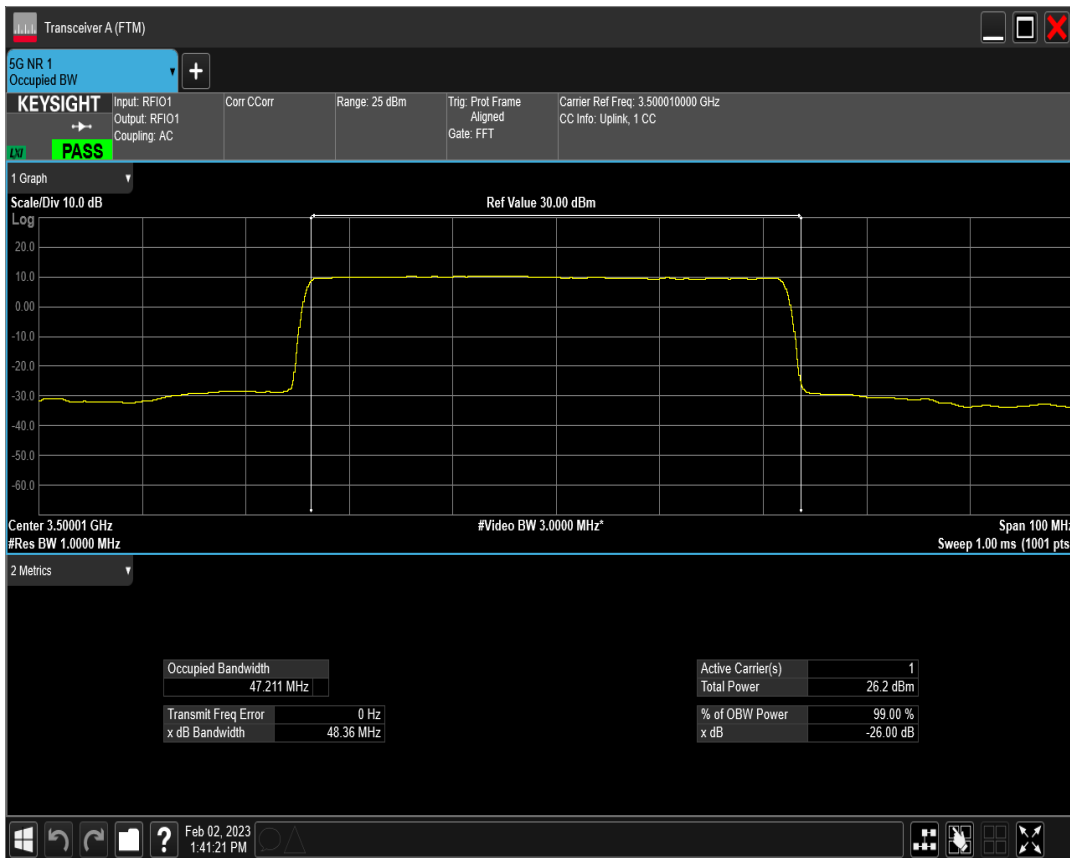 Transceiver A (FTM)
5G NR 1
Occupied BW
+
KEYSIGHT
LXI
PASS
Input: RFIO1
Output: RFIO1
Coupling: AC
Corr CCorr
Range: 25 dBm
Trig: Prot Frame
Aligned
Gate: FFT
Carrier Ref Freq: 3.500010000 GHz
CC Info: Uplink, 1 CC
1 Graph
Scale/Div 10.0 dB
Ref Value 30.00 dBm
Log
20.0
10.0
0.00
-10.0
-20.0
-30.0
-40.0
-50.0
-60.0
Center 3.50001 GHz
#Video BW 3.0000 MHz*
Span 100 MHz
#Res BW 1.0000 MHz
Sweep 1.00 ms (1001 pts
2 Metrics
Occupied Bandwidth
47.211 MHz
Transmit Freq Error 0 Hz
x dB Bandwidth 48.36 MHz
Active Carrier(s) 1
Total Power 26.2 dBm
% of OBW Power 99.00 %
x dB -26.00 dB
?
Feb 02, 2023
1:41:21 PM